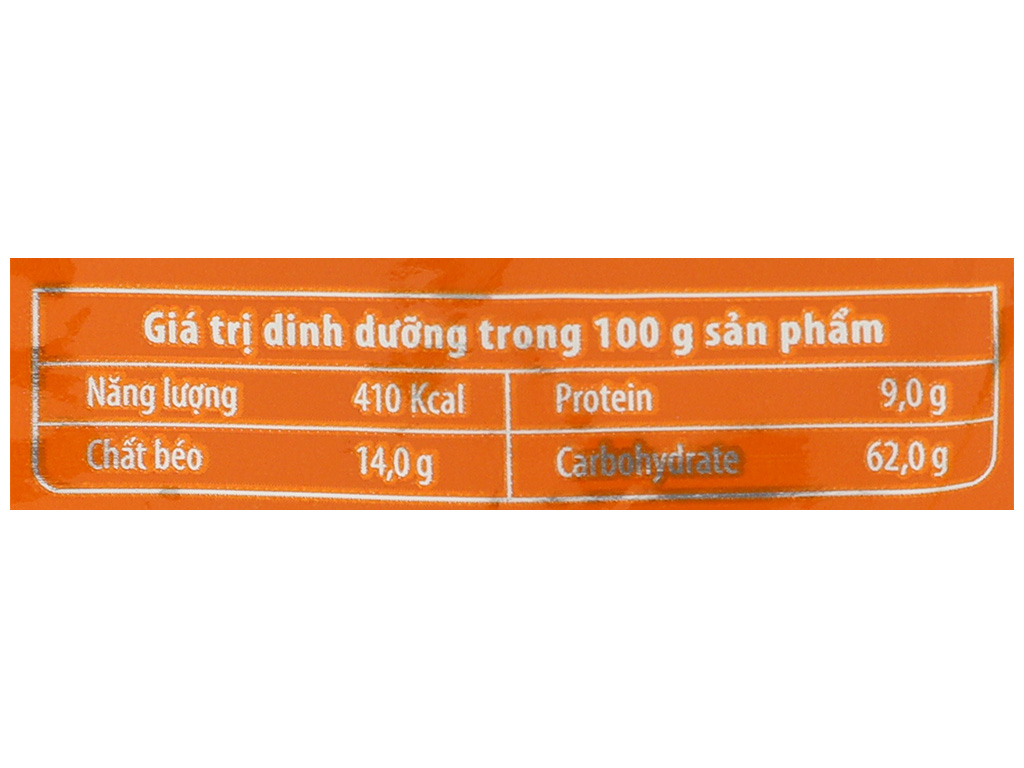 Giá trị dinh dưỡng trong 100 g sản phẩm
Năng lượng 410 Kcal Protein 9,0 g
Chất béo 14,0 g Carbohydrate 62,0 g